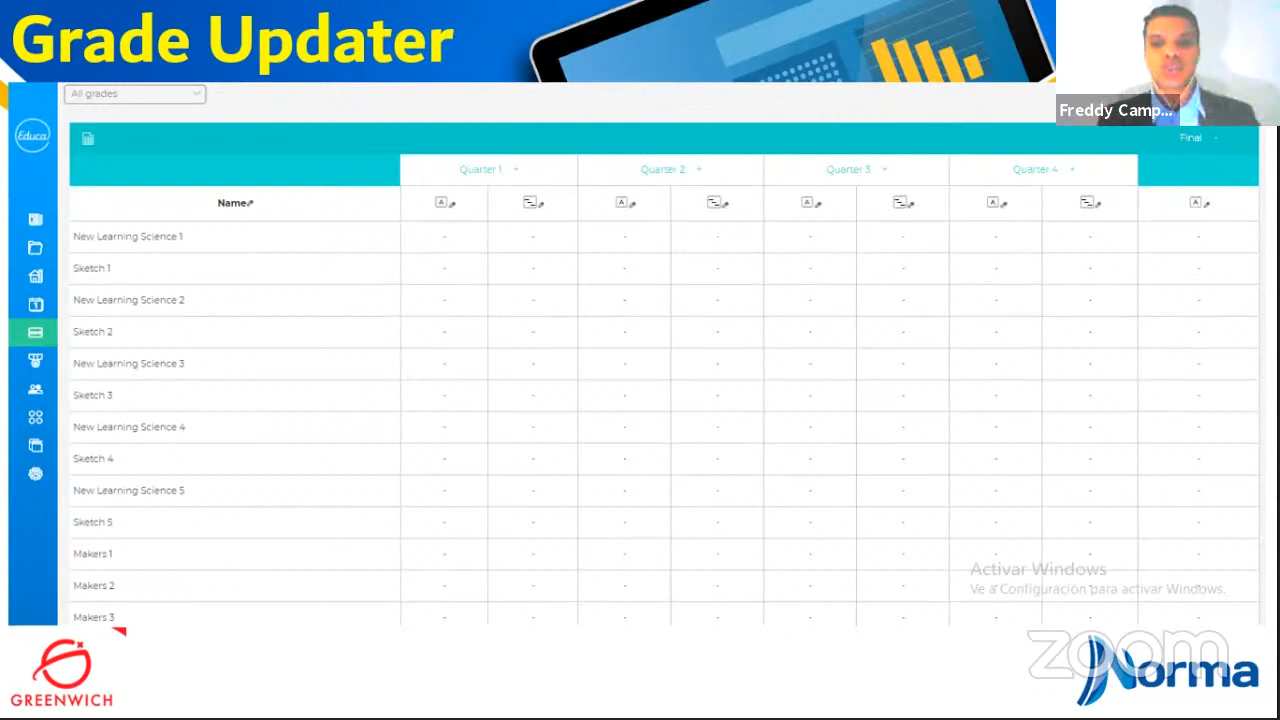 Grade Updater
Freddy Camp...
All grades
Educa
Final
Quarter 1
Quarter 2
Quarter 3
Quarter 4
Name
New Learning Science 1
Sketch 1
New Learning Science 2
Sketch 2
New Learning Science 3
Sketch 3
New Learning Science 4
Sketch 4
New Learning Science 5
Sketch 5
Makers 1
Makers 2
Makers 3
Activar Windows
Ve a Configuración para activar Windows.
zoom
GREENWICH
Norma